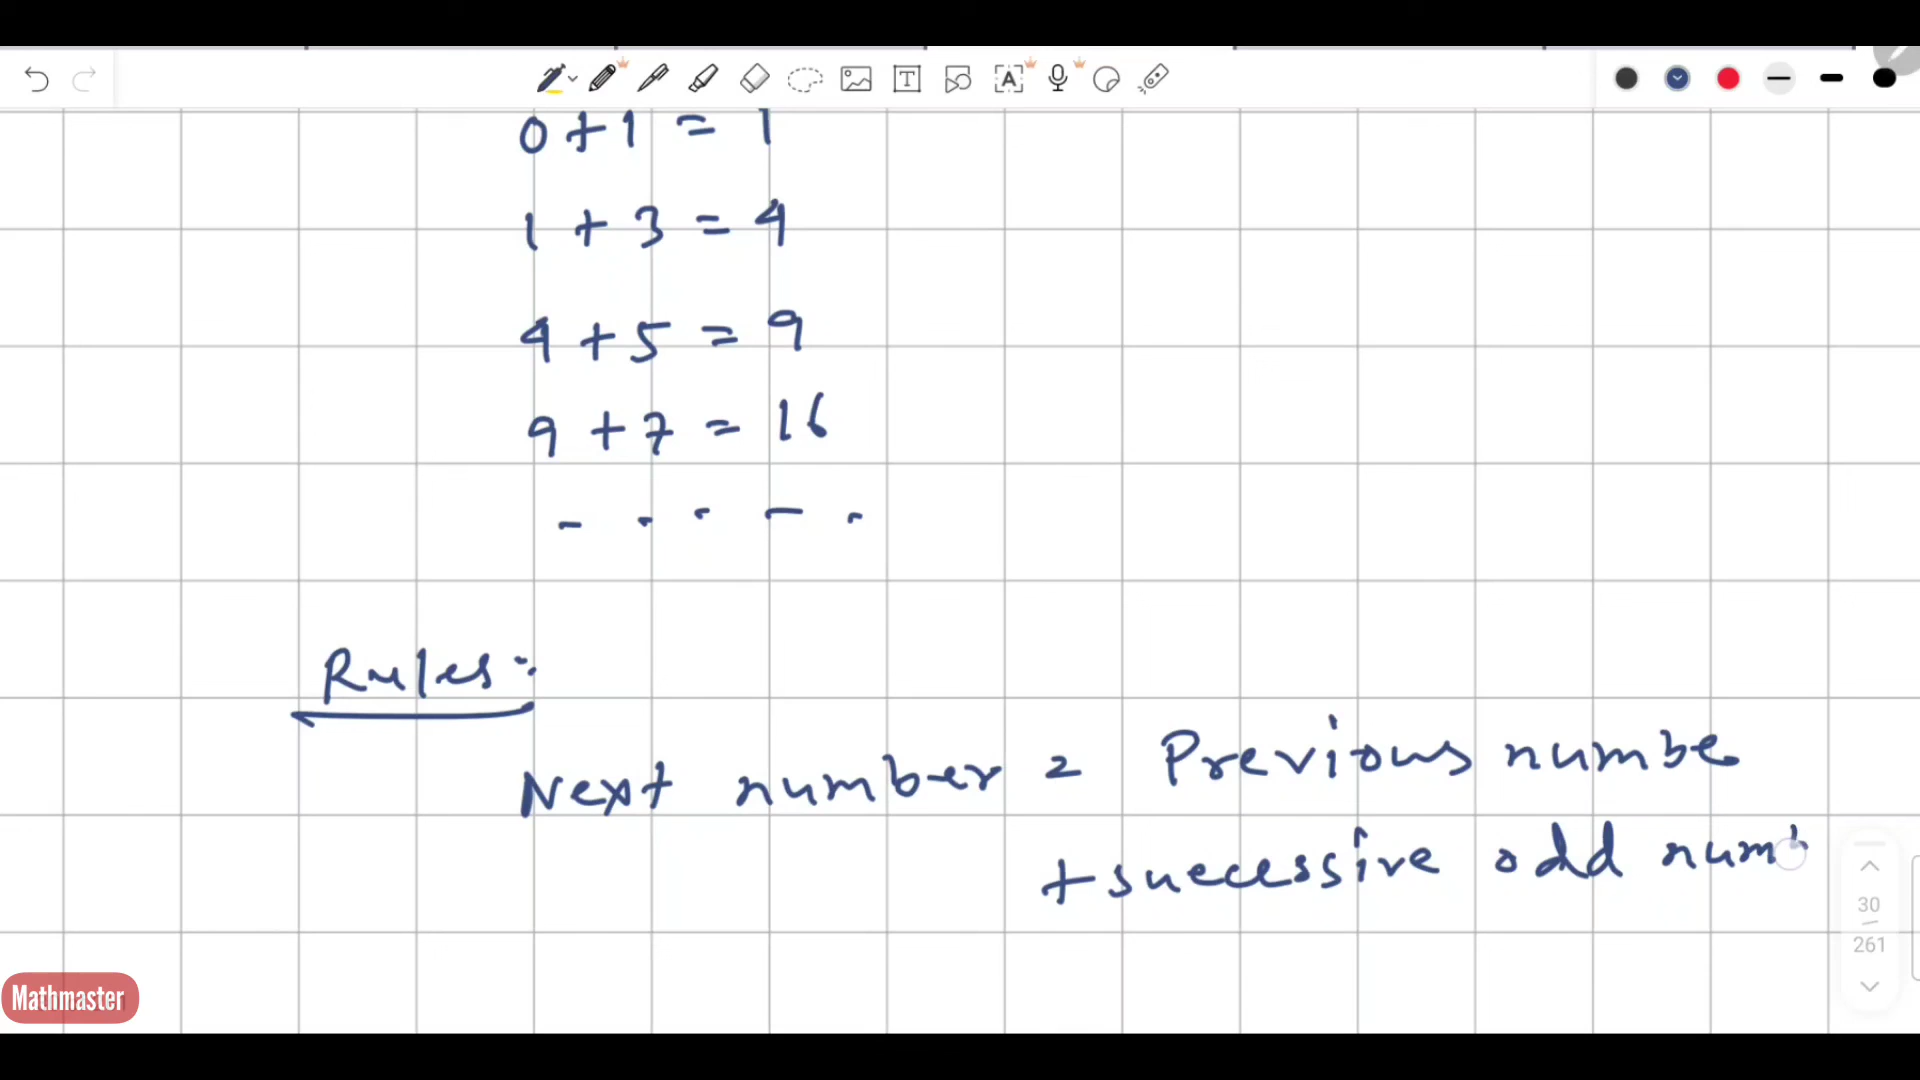 0 + 1 = 1
1 + 3 = 4
4 + 5 = 9
9 + 7 = 16
- . . - .
Rules:
Next number = Previous numbe
+ successive odd num
30
261
Mathmaster